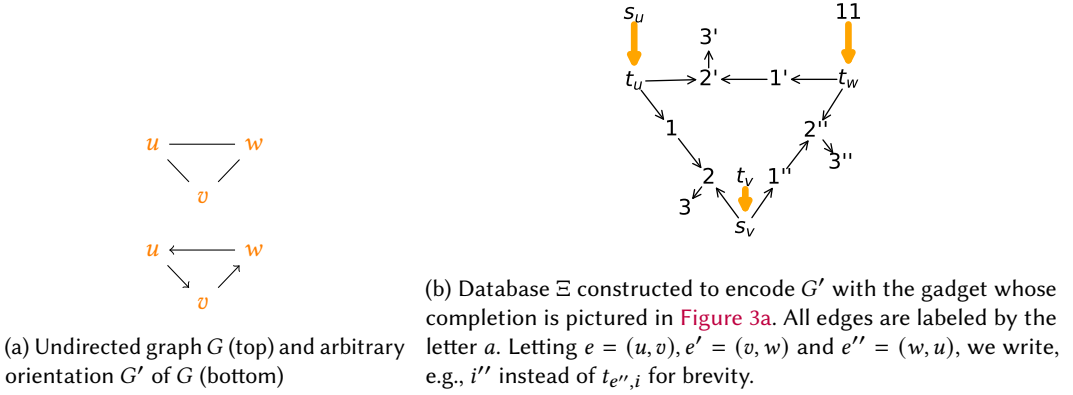 u w
v
u w
v
(a) Undirected graph G (top) and arbitrary
orientation G′ of G (bottom)
s_u 11
3'
t_u 2' 1' t_w
1 2''
3''
2 t_v 1''
3
s_v
(b) Database Ξ constructed to encode G′ with the gadget whose
completion is pictured in Figure 3a. All edges are labeled by the
letter a. Letting e = (u, v), e′ = (v, w) and e′′ = (w, u), we write,
e.g., i′′ instead of t_{e′′,i} for brevity.